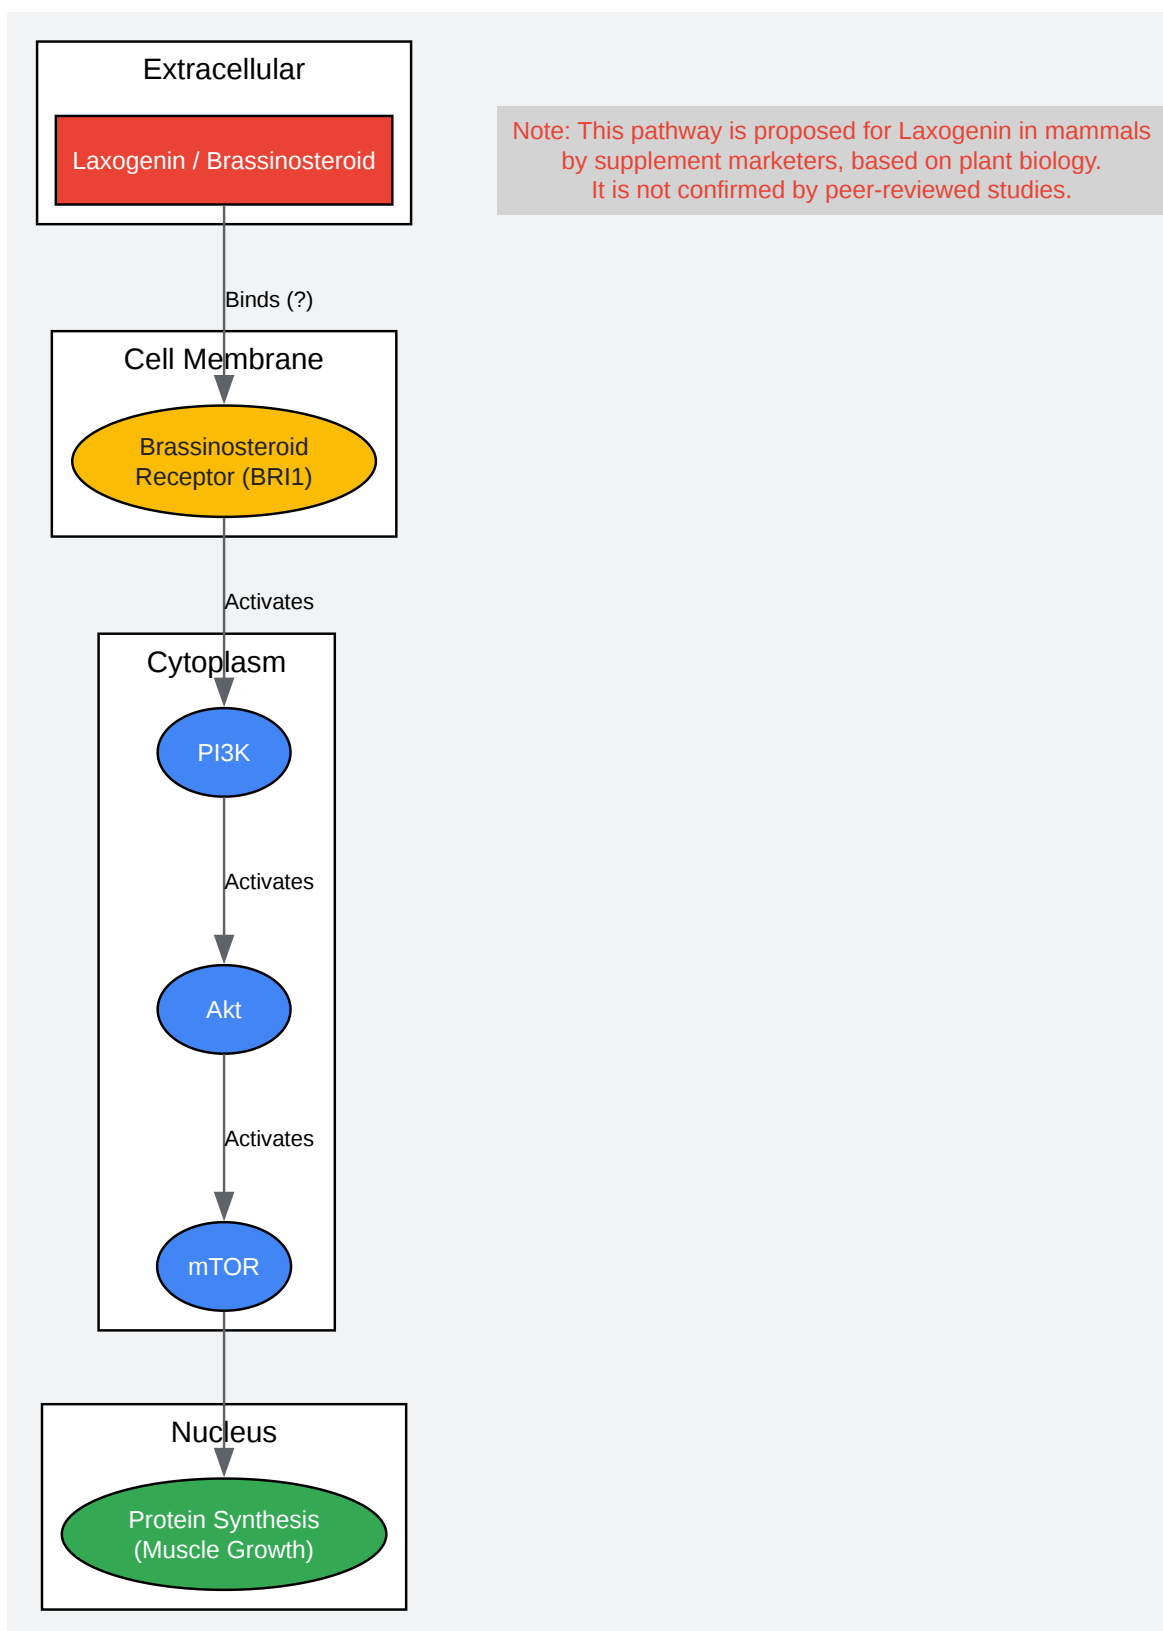 Extracellular
Laxogenin / Brassinosteroid
Note: This pathway is proposed for Laxogenin in mammals
by supplement marketers, based on plant biology.
It is not confirmed by peer-reviewed studies.
Binds (?)
Cell Membrane
Brassinosteroid
Receptor (BRI1)
Activates
Cytoplasm
PI3K
Activates
Akt
Activates
mTOR
Nucleus
Protein Synthesis
(Muscle Growth)